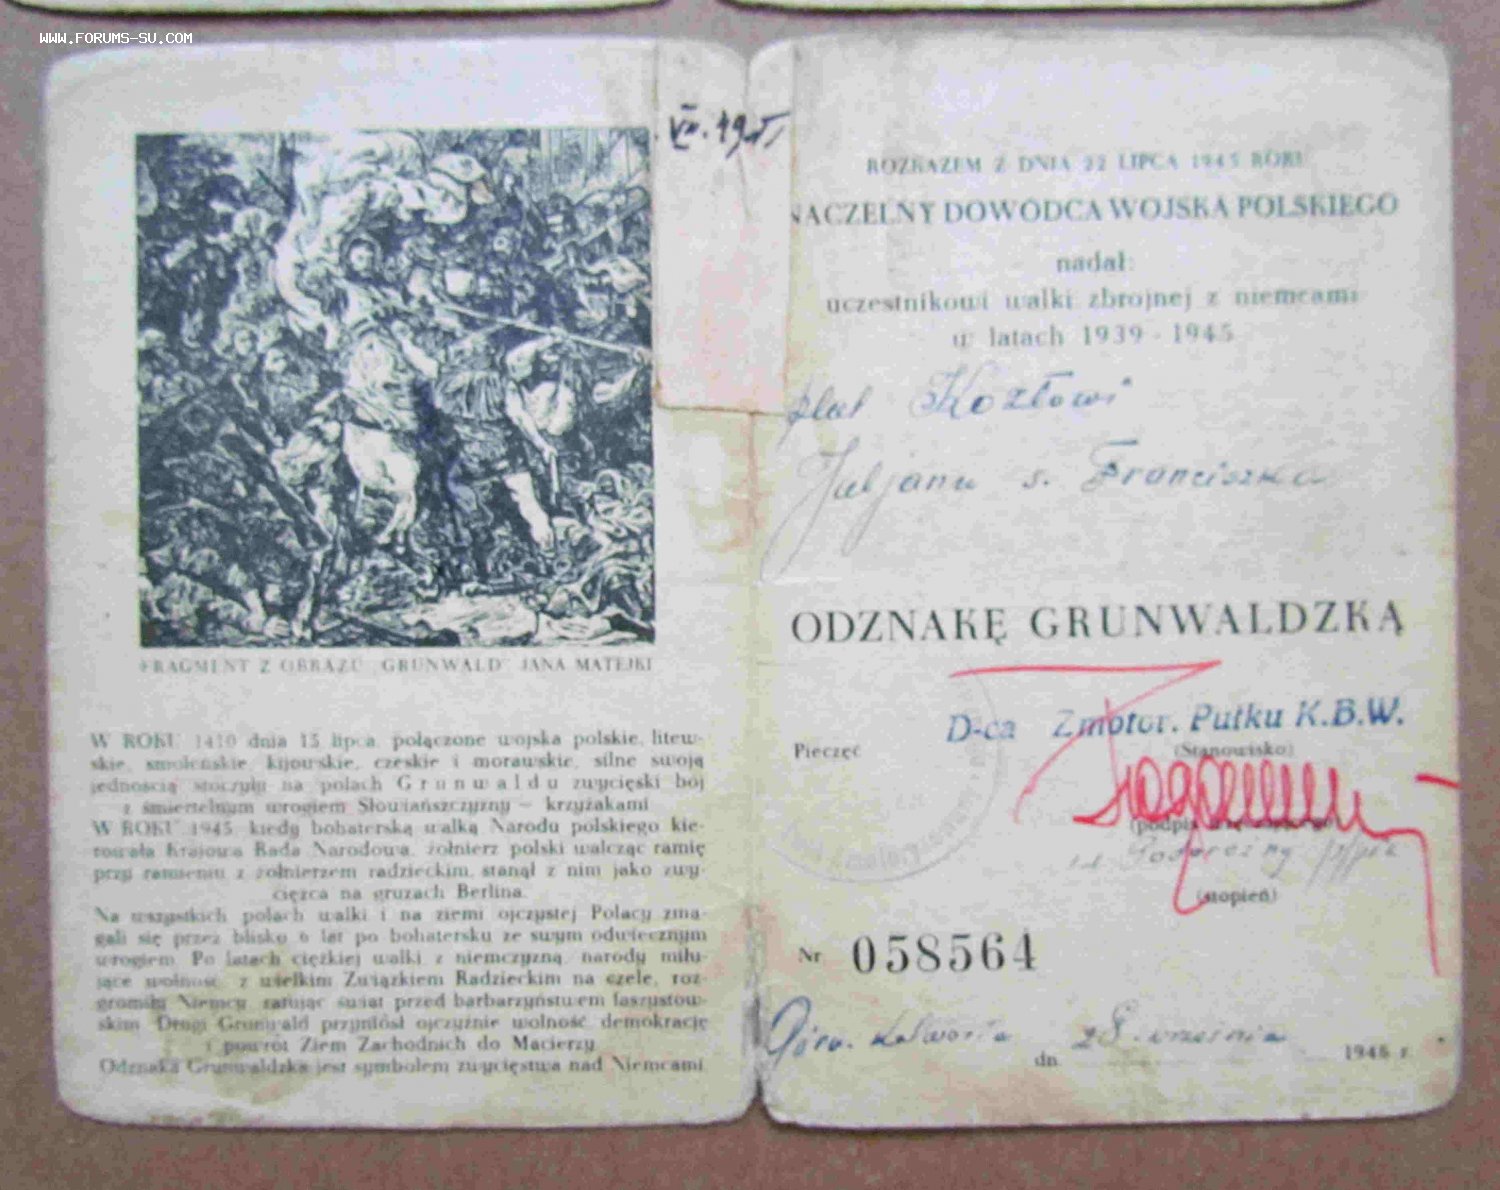 WWW.FORUMS-SU.COM
FRAGMENT Z OBRAZU "GRUNWALD" JANA MATEJKI
W ROKU 1410 dnia 15 lipca, połączone wojska polskie, litew-
skie, smoleńskie, kijowskie, czeskie i morawskie, silne swoją
jednością stoczyły na polach Grunwaldu zwycięski bój
z śmiertelnym wrogiem Słowiańszczyzny – krzyżakami
W ROKU 1945, kiedy bohaterską walką Narodu polskiego kie-
rowała Krajowa Rada Narodowa, żołnierz polski walcząc ramię
przy ramieniu z żołnierzem radzieckim, stanął z nim jako zwy-
cięzca na gruzach Berlina.
Na wszystkich polach walki i na ziemi ojczystej Polacy zma-
gali się przez blisko 6 lat po bohatersku ze swym odwiecznym
wrogiem. Po latach ciężkiej walki z niemczyzną, narody miłu-
jące wolność, z wielkim Związkiem Radzieckim na czele, roz-
gromiły Niemcy, ratując świat przed barbarzyństwem faszystow-
skim. Drugi Grunwald przyniósł ojczyźnie wolność, demokrację
i powrót Ziem Zachodnich do Macierzy
Odznaka Grunwaldzka jest symbolem zwycięstwa nad Niemcami
ROZKAZEM Z DNIA 22 LIPCA 1945 ROKU
NACZELNY DOWÓDCA WOJSKA POLSKIEGO
nadał:
uczestnikowi walki zbrojnej z niemcami
w latach 1939 - 1945
plut Kozłowi
Juljanu s. Franciszka
ODZNAKĘ GRUNWALDZKĄ
D-ca Zmotor. Pułku K.B.W.
Pieczęć
(Stanowisko)
(stopień)
Nr 058564
Góra Kalwaria dn 28. września 1946 r.